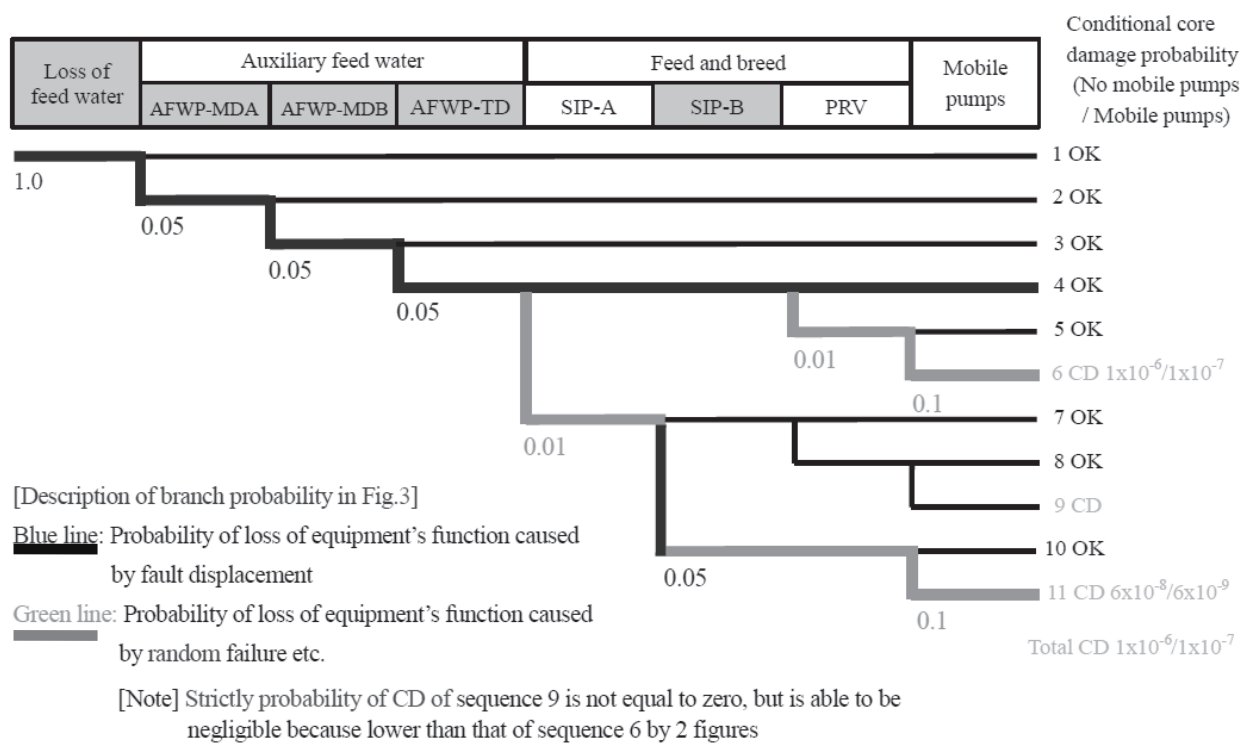 Conditional core
damage probability
(No mobile pumps
/ Mobile pumps)
Loss of
feed water
Auxiliary feed water
Feed and breed
Mobile
pumps
AFWP-MDA
AFWP-MDB
AFWP-TD
SIP-A
SIP-B
PRV
1.0
1 OK
0.05
2 OK
0.05
3 OK
0.05
4 OK
0.01
5 OK
0.1
6 CD 1x10⁻⁶/1x10⁻⁷
0.01
7 OK
8 OK
9 CD
0.05
10 OK
0.1
11 CD 6x10⁻⁸/6x10⁻⁹
Total CD 1x10⁻⁶/1x10⁻⁷
[Description of branch probability in Fig.3]
Blue line: Probability of loss of equipment's function caused
by fault displacement
Green line: Probability of loss of equipment's function caused
by random failure etc.
[Note] Strictly probability of CD of sequence 9 is not equal to zero, but is able to be
negligible because lower than that of sequence 6 by 2 figures